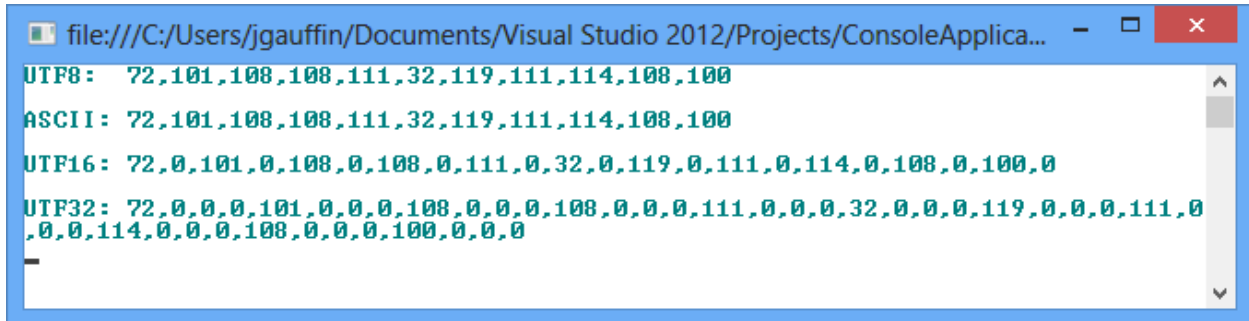 file:///C:/Users/jgauffin/Documents/Visual Studio 2012/Projects/ConsoleApplica...
UTF8:  72,101,108,108,111,32,119,111,114,108,100
ASCII: 72,101,108,108,111,32,119,111,114,108,100
UTF16: 72,0,101,0,108,0,108,0,111,0,32,0,119,0,111,0,114,0,108,0,100,0
UTF32: 72,0,0,0,101,0,0,0,108,0,0,0,108,0,0,0,111,0,0,0,32,0,0,0,119,0,0,0,111,0
,0,0,114,0,0,0,108,0,0,0,100,0,0,0